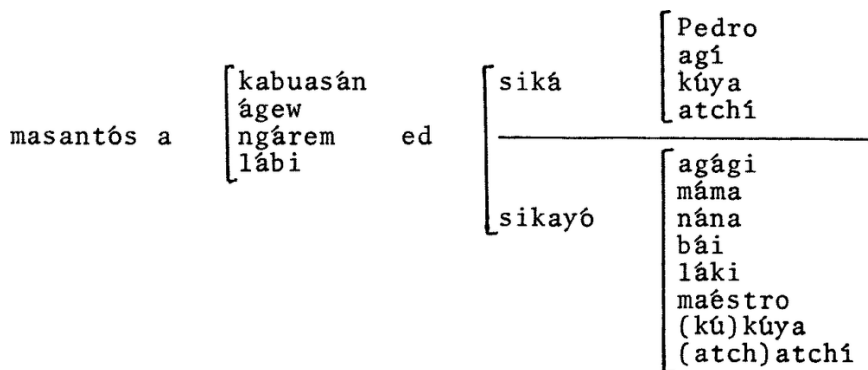 Pedro
kabuasán siká agí
ágew kúya
masantós a ngárem ed atchí
lábi
agági
máma
sikayó nána
bái
láki
maéstro
(kú)kúya
(atch)atchí